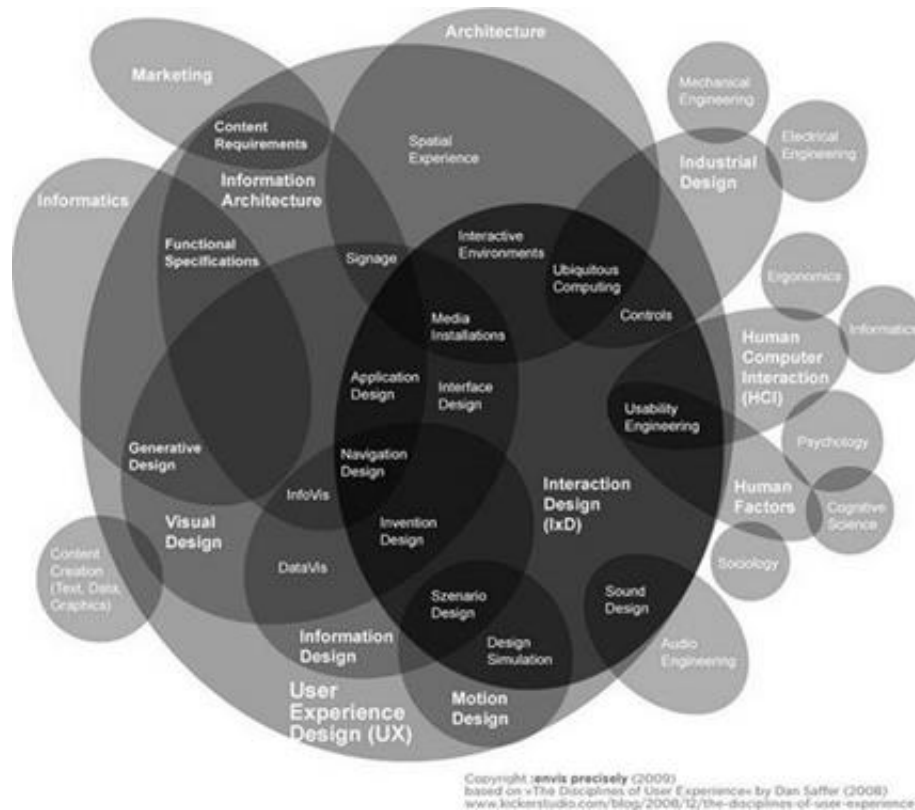 Architecture
Marketing
Mechanical
Engineering
Content
Requirements
Spatial
Experience
Electrical
Engineering
Industrial
Design
Information
Architecture
Informatics
Functional
Specifications
Signage
Interactive
Environments
Ubiquitous
Computing
Ergonomics
Controls
Media
Installations
Informatics
Human
Computer
Interaction
(HCI)
Application
Design
Interface
Design
Usability
Engineering
Psychology
Generative
Design
Navigation
Design
InfoVis
Interaction
Design
(IxD)
Human
Factors
Cognitive
Science
Visual
Design
Invention
Design
Content
Creation
(Text, Data,
Graphics)
DataVis
Sociology
Szenario
Design
Sound
Design
Information
Design
Design
Simulation
Audio
Engineering
User
Experience
Design (UX)
Motion
Design
Copyright :envis precisely (2009)
based on »The Disciplines of User Experience« by Dan Saffer (2008)
www.kickerstudio.com/blog/2008/12/the-disciplines-of-user-experience